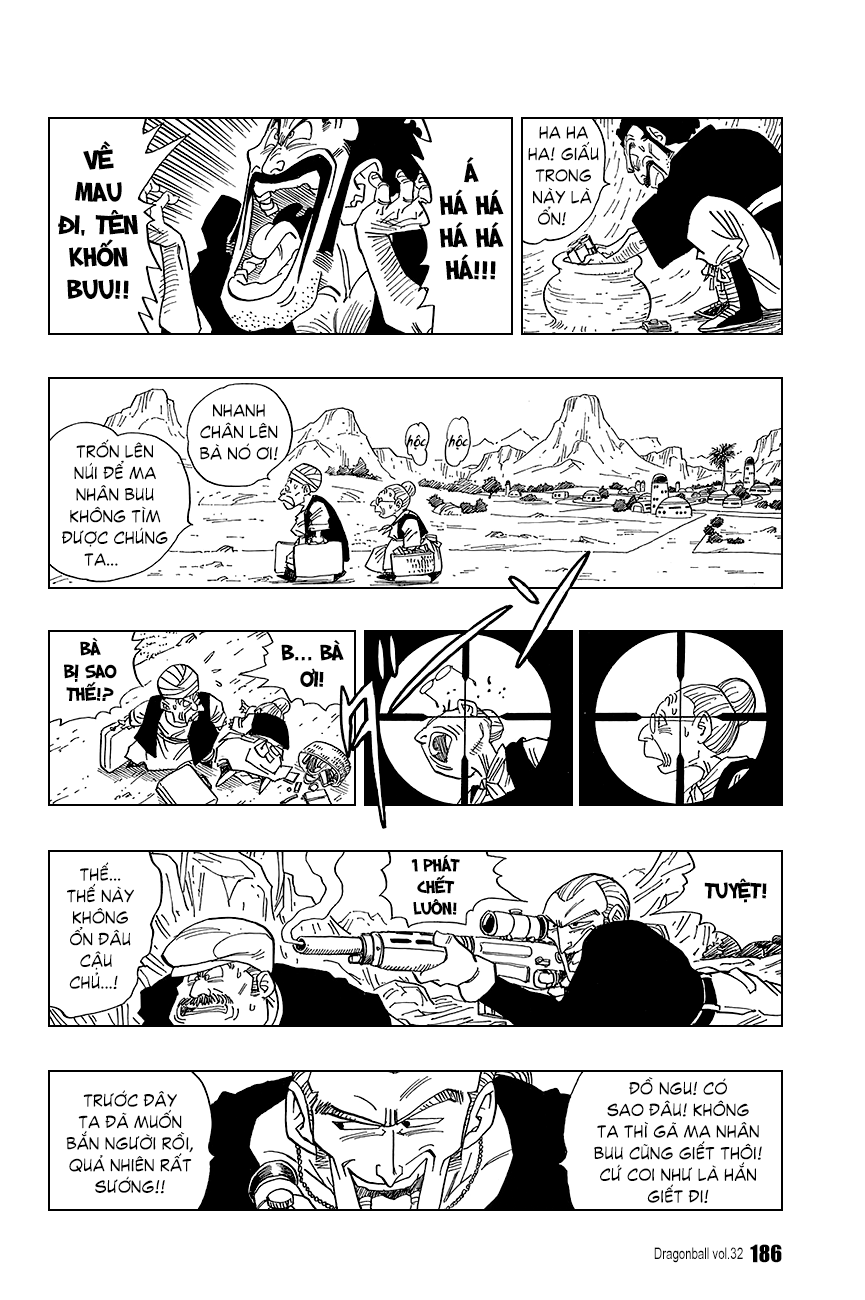 HA HA
HA! GIẤU
TRONG
NÀY LÀ
ỔN!
Á
HÁ HÁ
HÁ HÁ
HÁ!!!
VỀ
MAU
ĐI, TÊN
KHỐN
BUU!!
hộc
hộc
NHANH
CHÂN LÊN
BÀ NÓ ƠI!
TRỐN LÊN
NÚI ĐỂ MA
NHÂN BUU
KHÔNG TÌM
ĐƯỢC CHÚNG
TA...
ダーン
B... BÀ
ƠI!
BÀ
BỊ SAO
THẾ!?
TUYỆT!
1 PHÁT
CHẾT
LUÔN!
THẾ...
THẾ NÀY
KHÔNG
ỔN ĐÂU
CẬU
CHỦ...!
ĐỒ NGU! CÓ
SAO ĐÂU! KHÔNG
TA THÌ GÃ MA NHÂN
BUU CŨNG GIẾT THÔI!
CỨ COI NHƯ LÀ HẮN
GIẾT ĐI!
TRƯỚC ĐÂY
TA ĐÃ MUỐN
BẮN NGƯỜI RỒI,
QUẢ NHIÊN RẤT
SƯỚNG!!
Dragonball vol.32 186